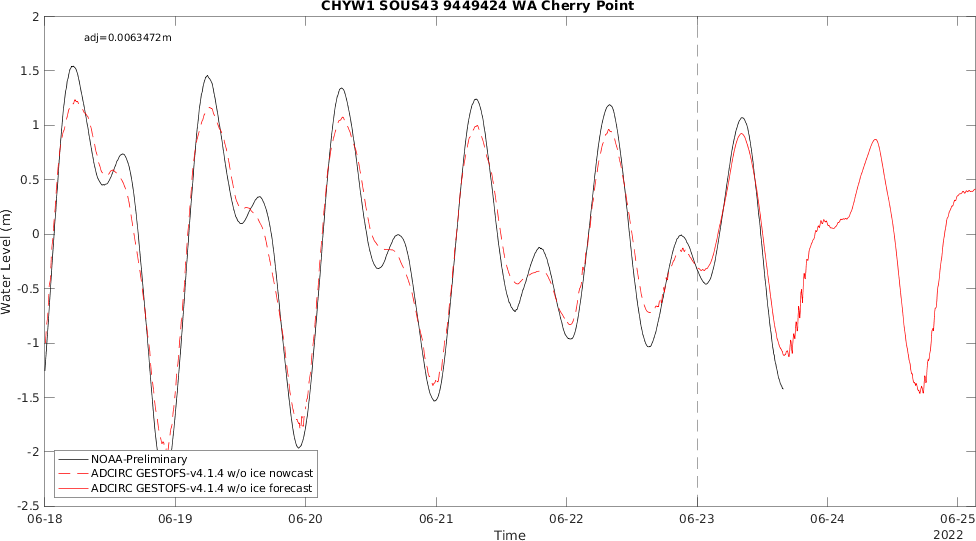 CHYW1 SOUS43 9449424 WA Cherry Point
adj=0.0063472m
2
1.5
1
0.5
0
-0.5
-1
-1.5
-2
-2.5
Water Level (m)
NOAA-Preliminary
ADCIRC GESTOFS-v4.1.4 w/o ice nowcast
ADCIRC GESTOFS-v4.1.4 w/o ice forecast
06-18 06-19 06-20 06-21 06-22 06-23 06-24 06-25
Time
2022